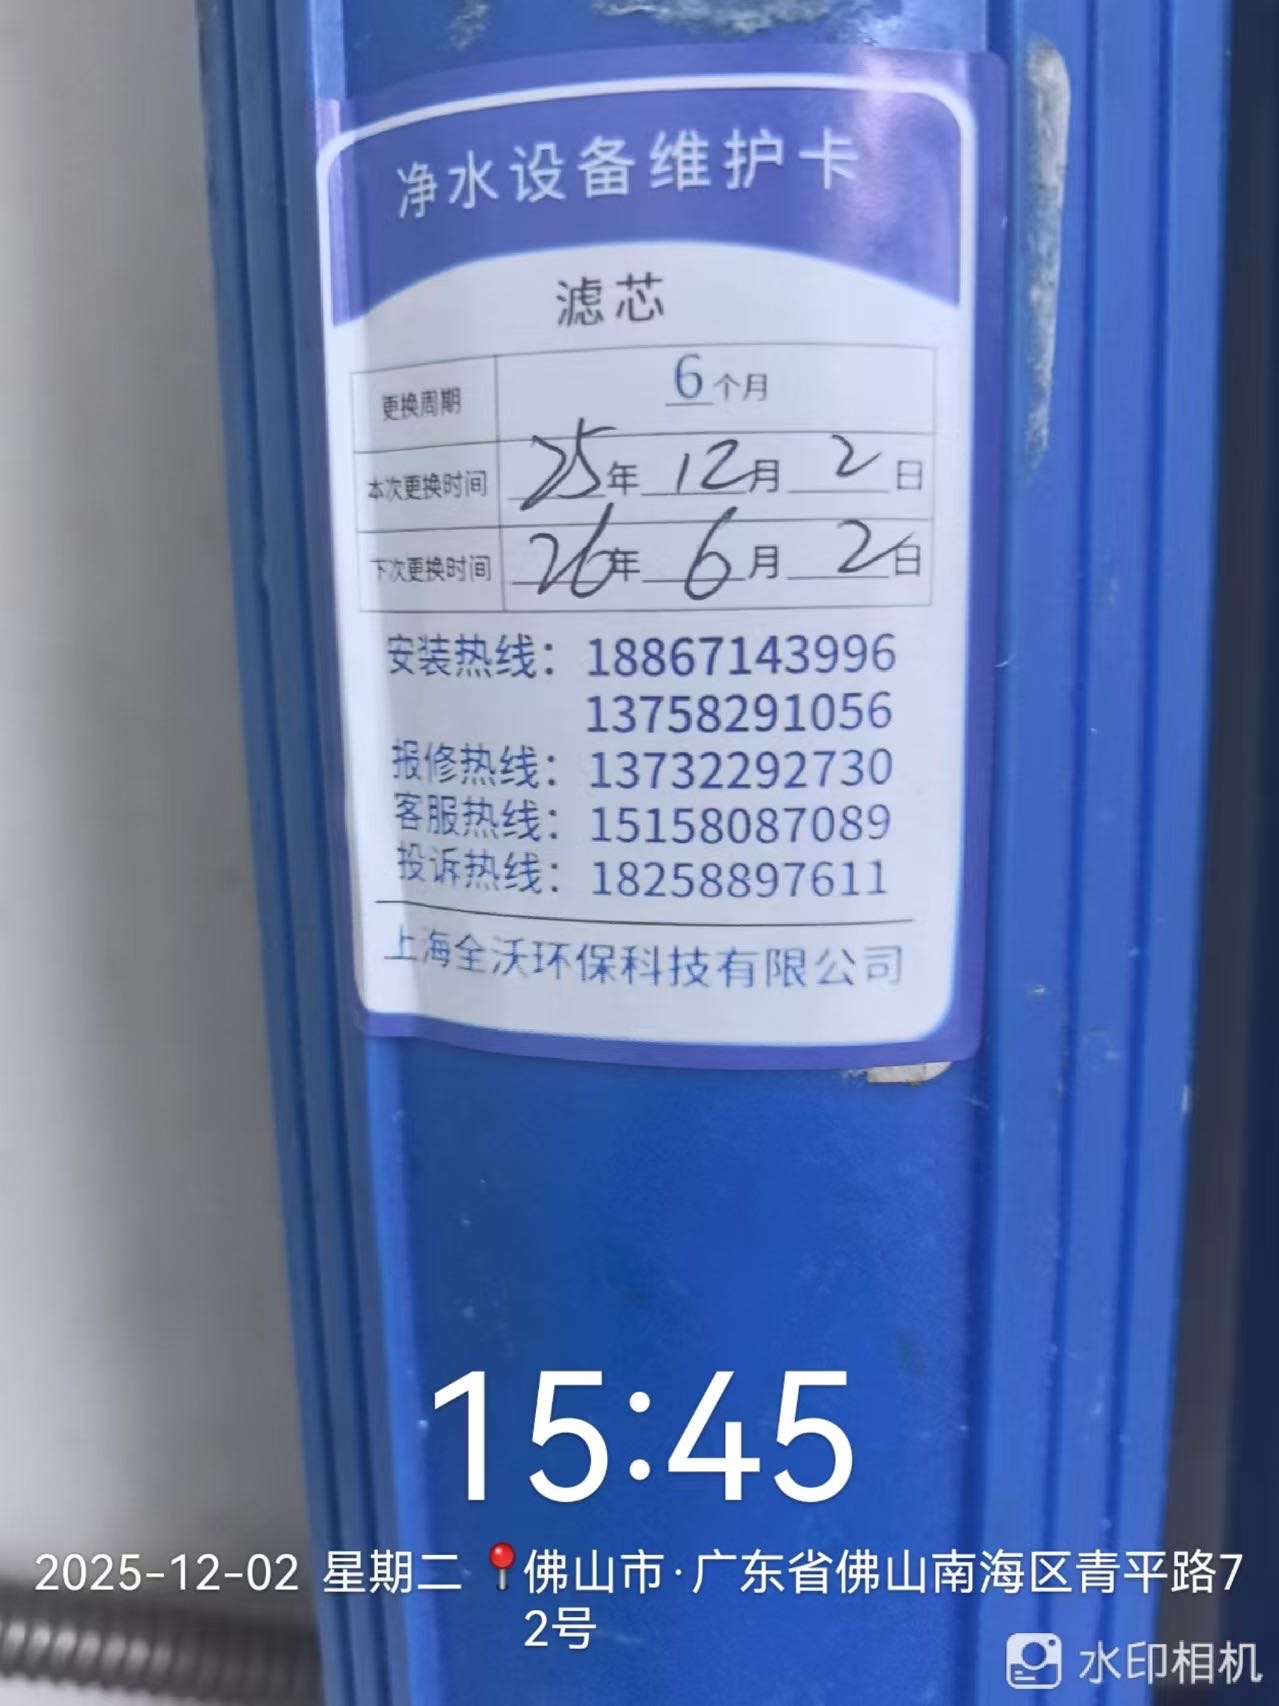 净水设备维护卡
滤芯
更换周期 6个月
本次更换时间 25年12月2日
下次更换时间 26年6月2日
安装热线：18867143996
13758291056
报修热线：13732292730
客服热线：15158087089
投诉热线：18258897611
上海全沃环保科技有限公司
15:45
2025-12-02 星期二 佛山市·广东省佛山南海区青平路7
2号
水印相机